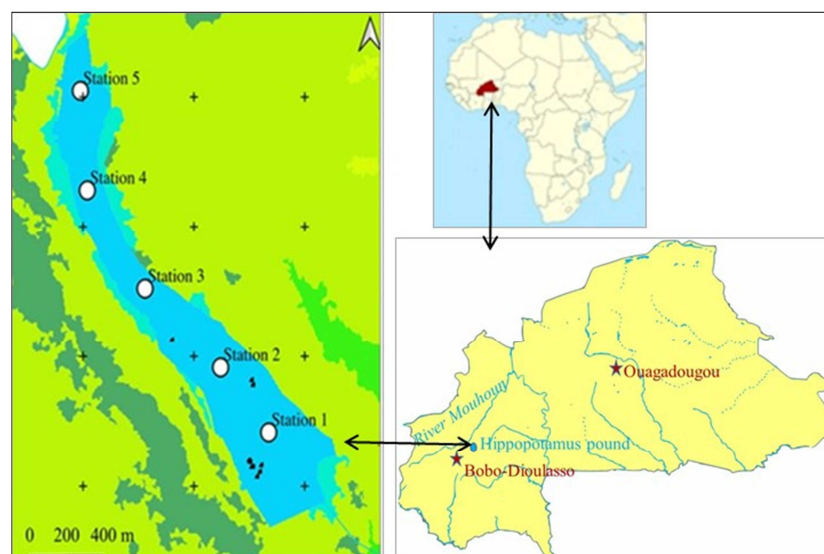 Station 5
Station 4
Station 3
Station 2
Station 1
0 200 400 m
Ouagadougou
River Mouhouny
Hippopotamus pound
Bobo-Dioulasso